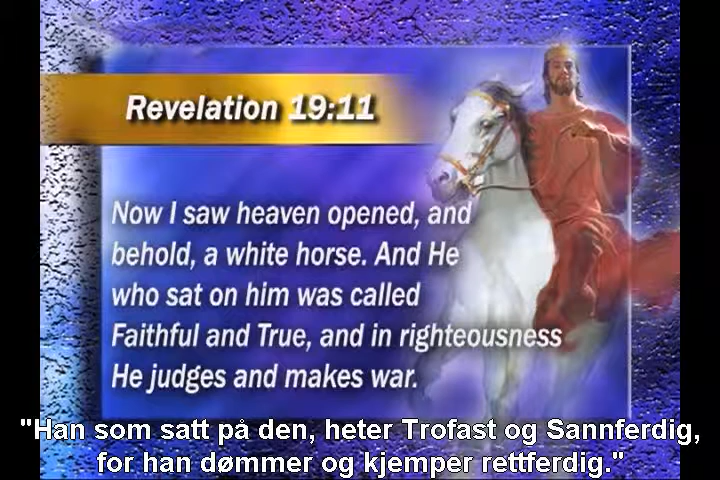 Revelation 19:11
Now I saw heaven opened, and
behold, a white horse. And He
who sat on him was called
Faithful and True, and in righteousness
He judges and makes war.
"Han som satt på den, heter Trofast og Sannferdig,
for han dømmer og kjemper rettferdig."